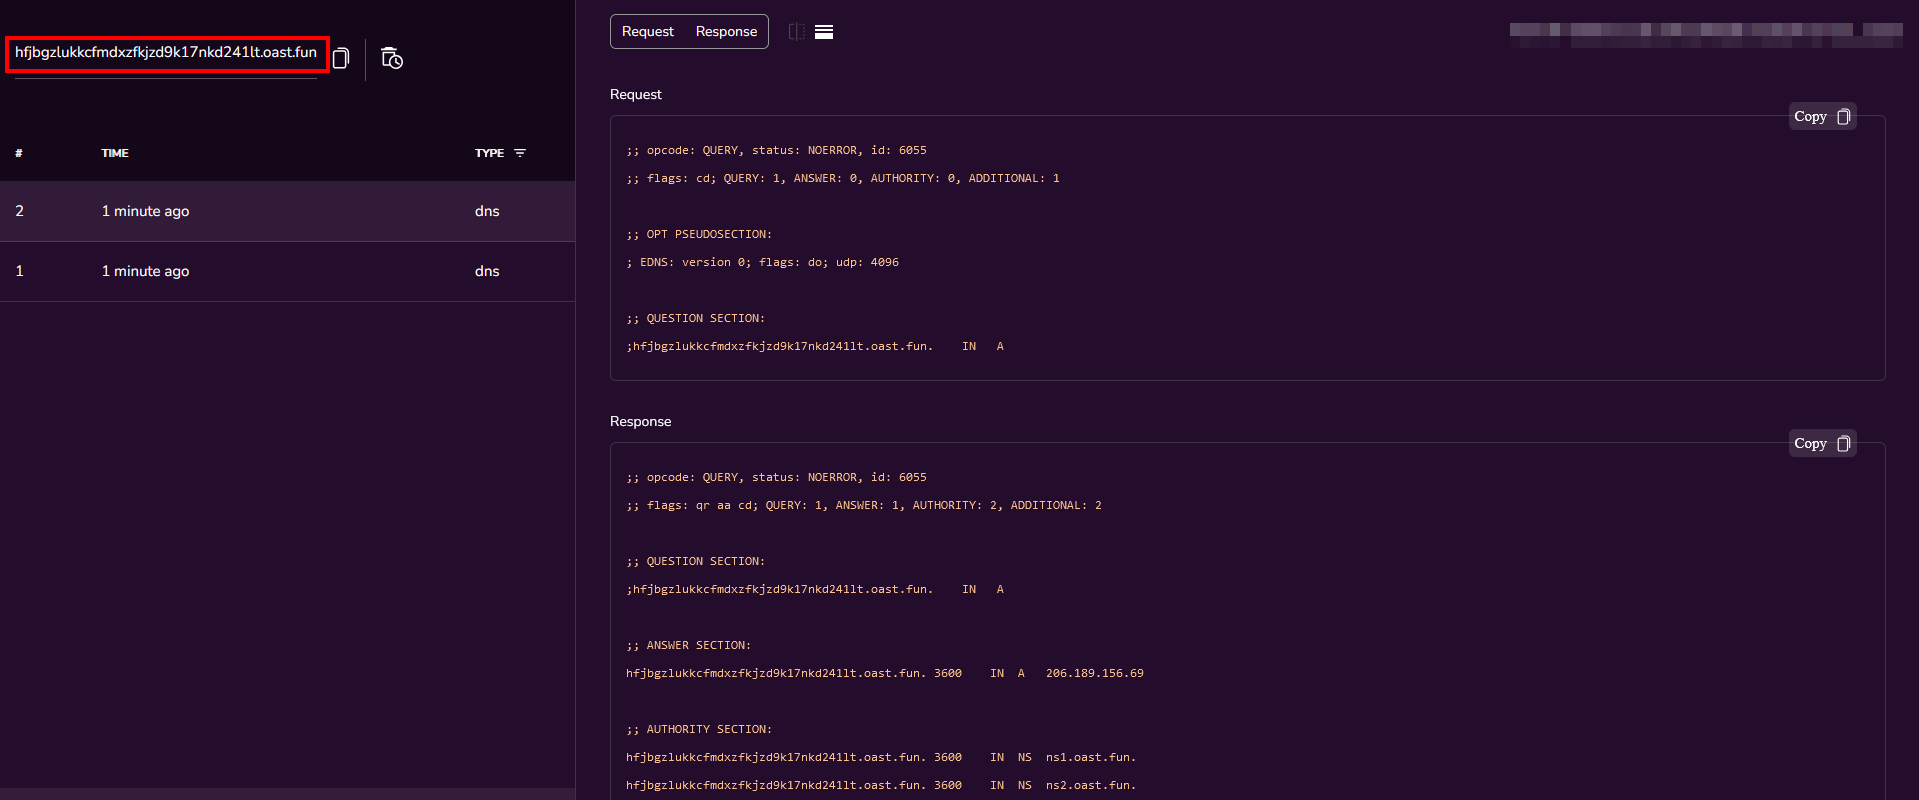 hfjbgzlukkcfmdxzfkjzd9k17nkd241lt.oast.fun
# TIME TYPE
2 1 minute ago dns
1 1 minute ago dns
Request Response
Request
Copy
;; opcode: QUERY, status: NOERROR, id: 6055
;; flags: cd; QUERY: 1, ANSWER: 0, AUTHORITY: 0, ADDITIONAL: 1
;; OPT PSEUDOSECTION:
; EDNS: version 0; flags: do; udp: 4096
;; QUESTION SECTION:
;hfjbgzlukkcfmdxzfkjzd9k17nkd241lt.oast.fun. IN A
Response
Copy
;; opcode: QUERY, status: NOERROR, id: 6055
;; flags: qr aa cd; QUERY: 1, ANSWER: 1, AUTHORITY: 2, ADDITIONAL: 2
;; QUESTION SECTION:
;hfjbgzlukkcfmdxzfkjzd9k17nkd241lt.oast.fun. IN A
;; ANSWER SECTION:
hfjbgzlukkcfmdxzfkjzd9k17nkd241lt.oast.fun. 3600 IN A 206.189.156.69
;; AUTHORITY SECTION:
hfjbgzlukkcfmdxzfkjzd9k17nkd241lt.oast.fun. 3600 IN NS ns1.oast.fun.
hfjbgzlukkcfmdxzfkjzd9k17nkd241lt.oast.fun. 3600 IN NS ns2.oast.fun.